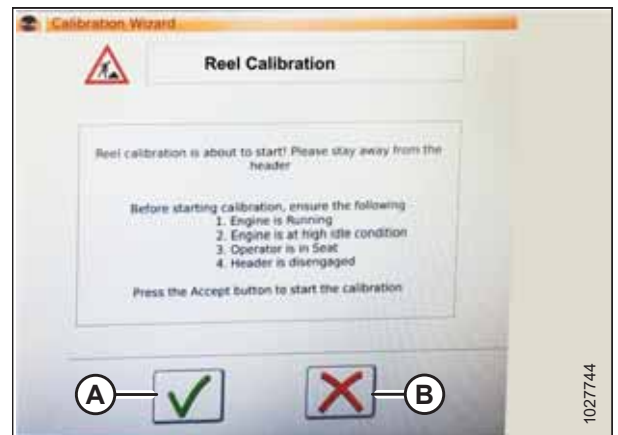 Calibration Wizard
Reel Calibration
Reel calibration is about to start! Please stay away from the
header
Before starting calibration, ensure the following
1. Engine is Running
2. Engine is at high idle condition
3. Operator is in Seat
4. Header is disengaged
Press the Accept button to start the calibration
A
B
1027744